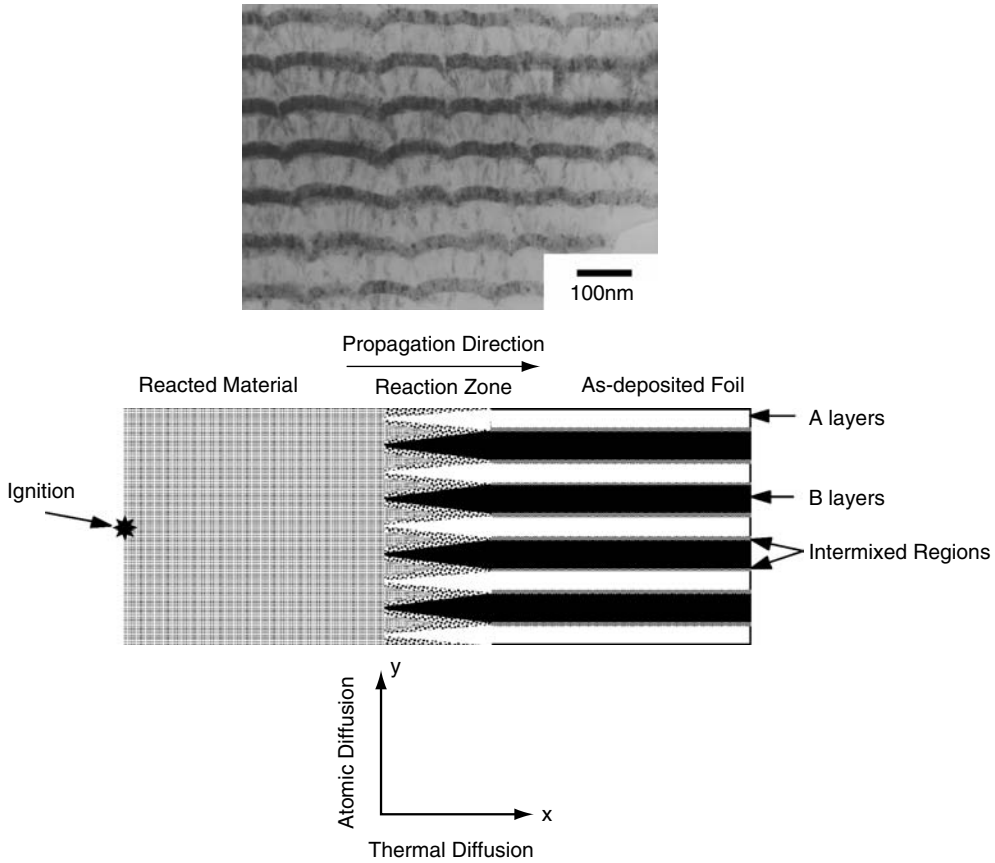 100nm
Propagation Direction
Reacted Material
Reaction Zone
As-deposited Foil
A layers
Ignition
B layers
Intermixed Regions
y
Atomic Diffusion
x
Thermal Diffusion